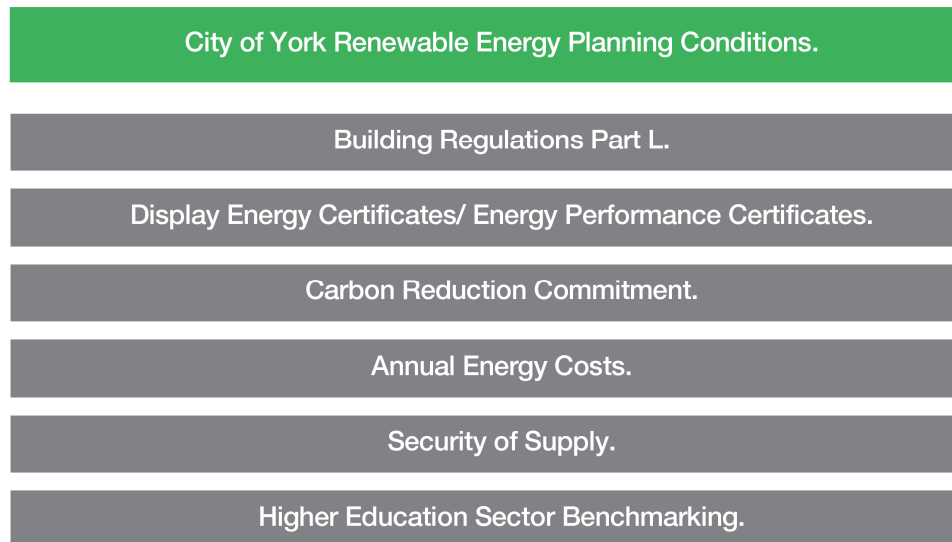 City of York Renewable Energy Planning Conditions.
Building Regulations Part L.
Display Energy Certificates/ Energy Performance Certificates.
Carbon Reduction Commitment.
Annual Energy Costs.
Security of Supply.
Higher Education Sector Benchmarking.